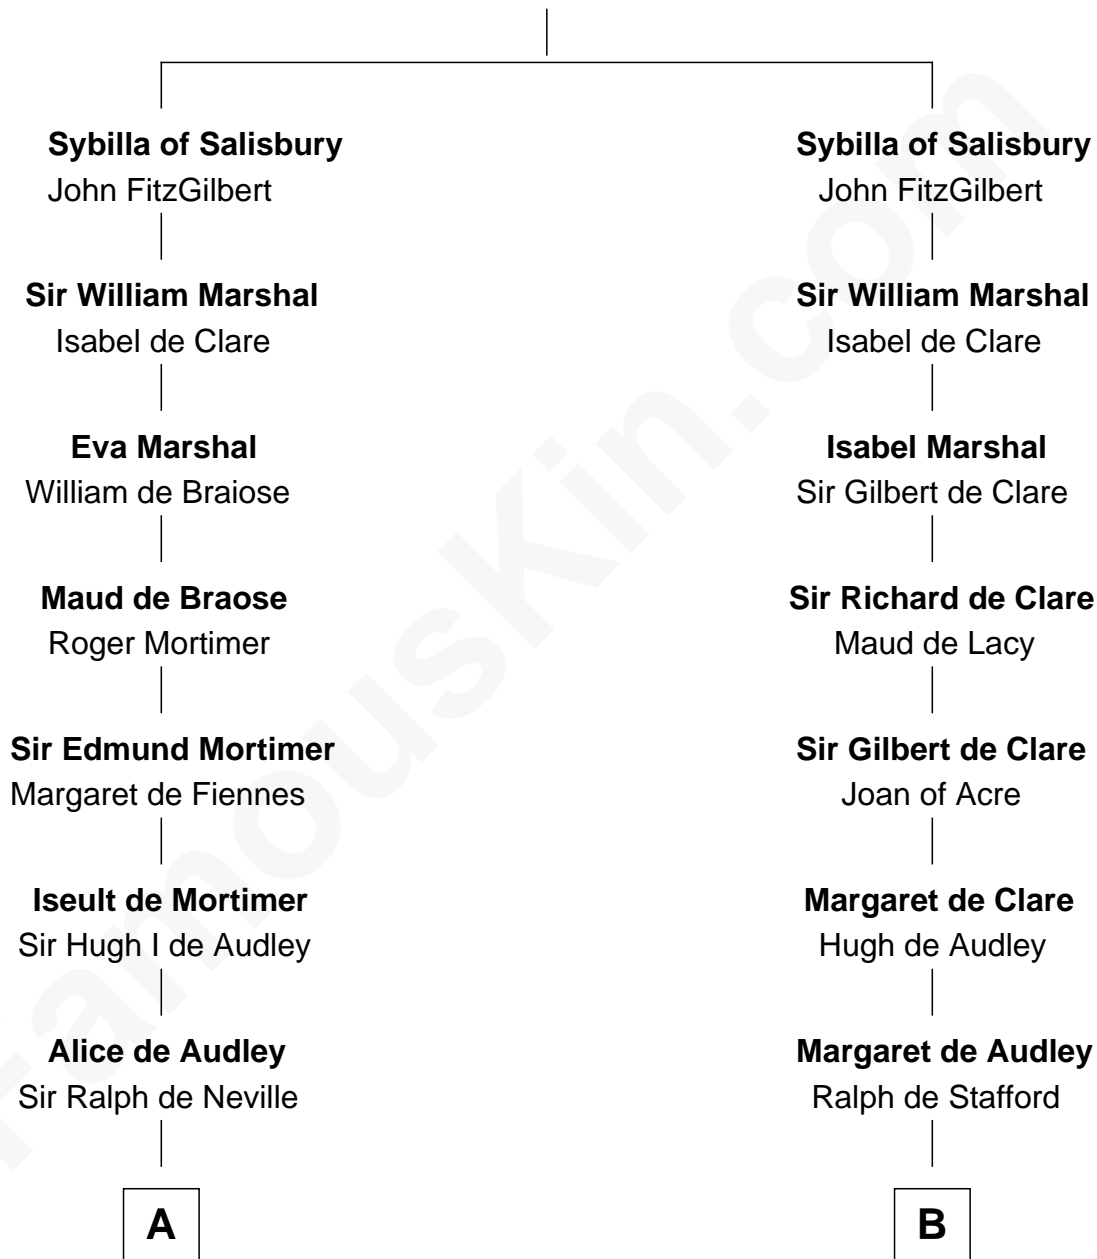 Sybilla of Salisbury
John FitzGilbert
Sir William Marshal
Isabel de Clare
Eva Marshal
William de Braiose
Maud de Braose
Roger Mortimer
Sir Edmund Mortimer
Margaret de Fiennes
Iseult de Mortimer
Sir Hugh I de Audley
Alice de Audley
Sir Ralph de Neville
A
Sybilla of Salisbury
John FitzGilbert
Sir William Marshal
Isabel de Clare
Isabel Marshal
Sir Gilbert de Clare
Sir Richard de Clare
Maud de Lacy
Sir Gilbert de Clare
Joan of Acre
Margaret de Clare
Hugh de Audley
Margaret de Audley
Ralph de Stafford
B
FamousKin.com